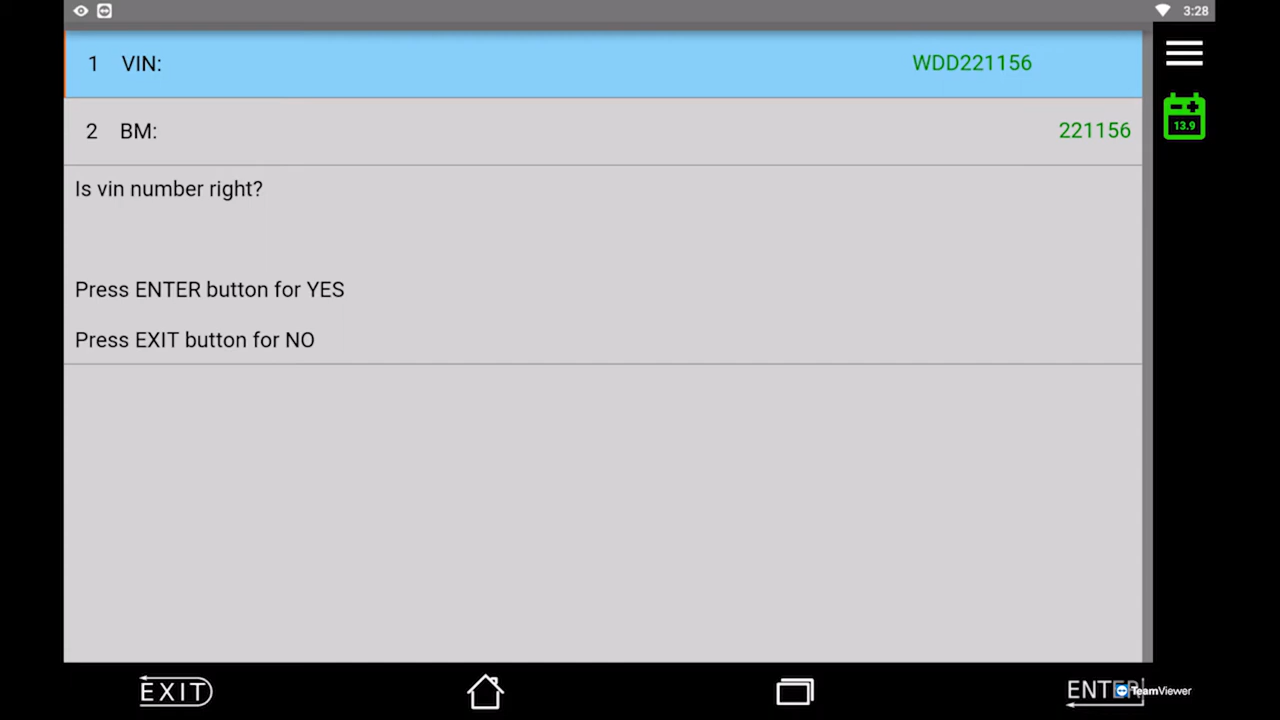 3:28
1 VIN: WDD221156
2 BM: 221156
13.9
Is vin number right?
Press ENTER button for YES
Press EXIT button for NO
EXIT
ENTER
TeamViewer